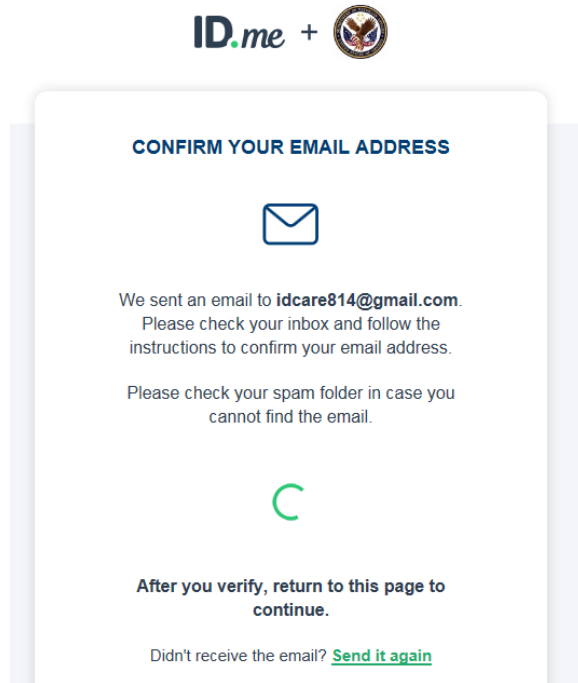 ID.me +
CONFIRM YOUR EMAIL ADDRESS
We sent an email to idcare814@gmail.com.
Please check your inbox and follow the
instructions to confirm your email address.
Please check your spam folder in case you
cannot find the email.
After you verify, return to this page to
continue.
Didn't receive the email? Send it again